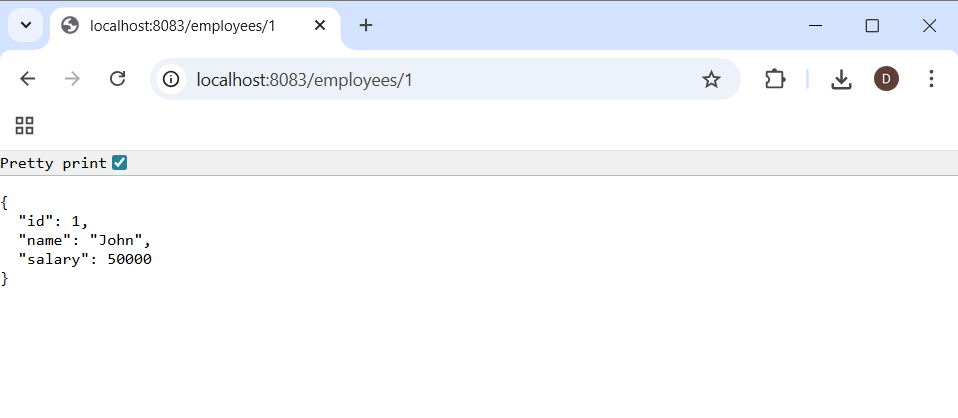 localhost:8083/employees/1
localhost:8083/employees/1
D
Pretty print
{
  "id": 1,
  "name": "John",
  "salary": 50000
}